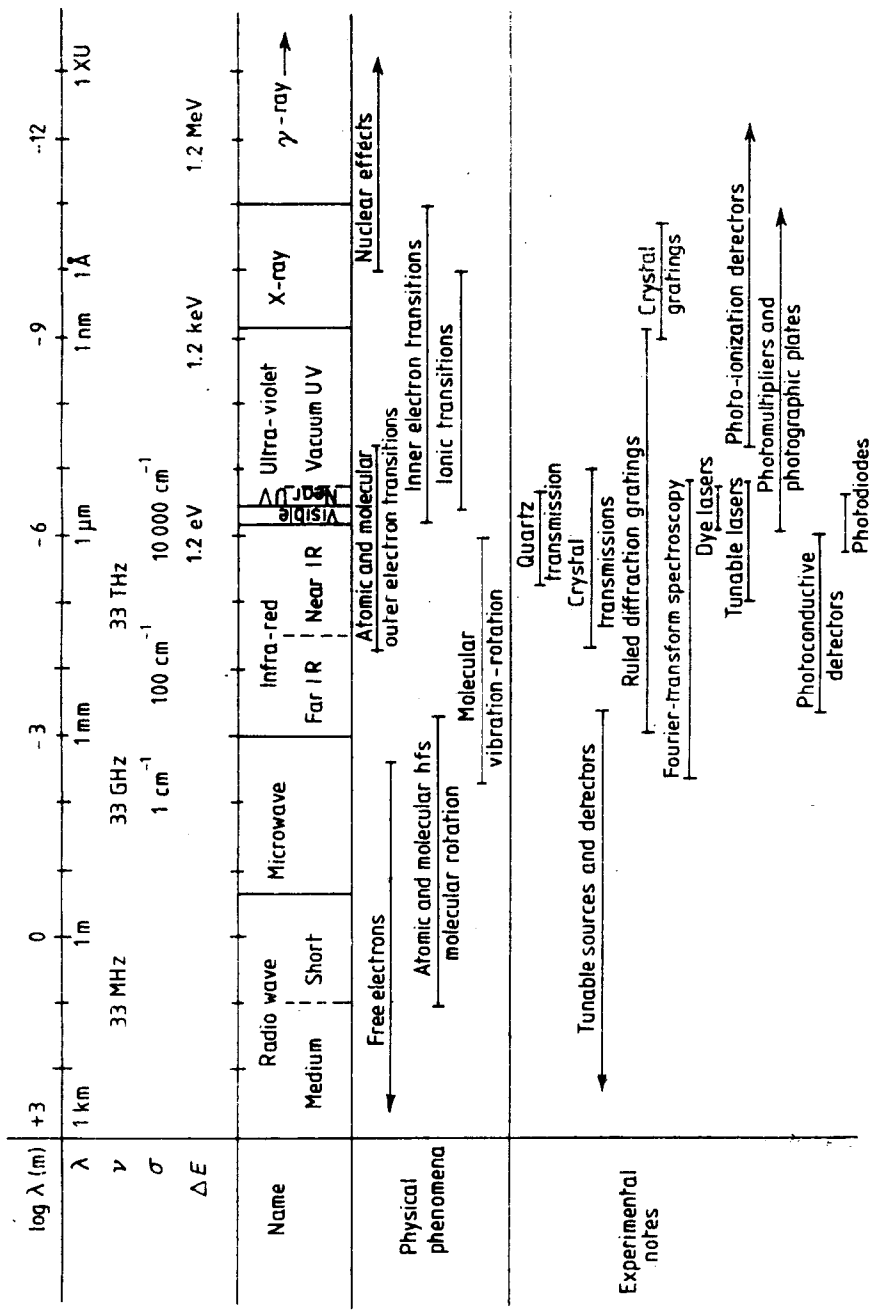 log λ (m) +3 0 -3 -6 -9 -12
λ 1 km 1 m 1 mm 1 μm 1 nm 1 Å 1 XU
ν 33 MHz 33 GHz 33 THz
σ 1 cm⁻¹ 100 cm⁻¹ 10 000 cm⁻¹
ΔE 1.2 eV 1.2 keV 1.2 MeV
Name
Radio wave
Medium Short
Microwave
Infra-red
Far IR Near IR
Visible
Near
UV
Ultra-violet
Vacuum UV
X-ray
γ-ray
Physical
phenomena
Free electrons
Atomic and molecular hfs
molecular rotation
Molecular
vibration-rotation
Atomic and molecular
outer electron transitions
Inner electron transitions
Ionic transitions
Nuclear effects
Experimental
notes
Tunable sources and detectors
Quartz
transmission
Crystal
transmissions
Ruled diffraction gratings
Crystal
gratings
Fourier-transform spectroscopy
Dye lasers
Tunable lasers
Photo-ionization detectors
Photomultipliers and
photographic plates
Photoconductive
detectors
Photodiodes